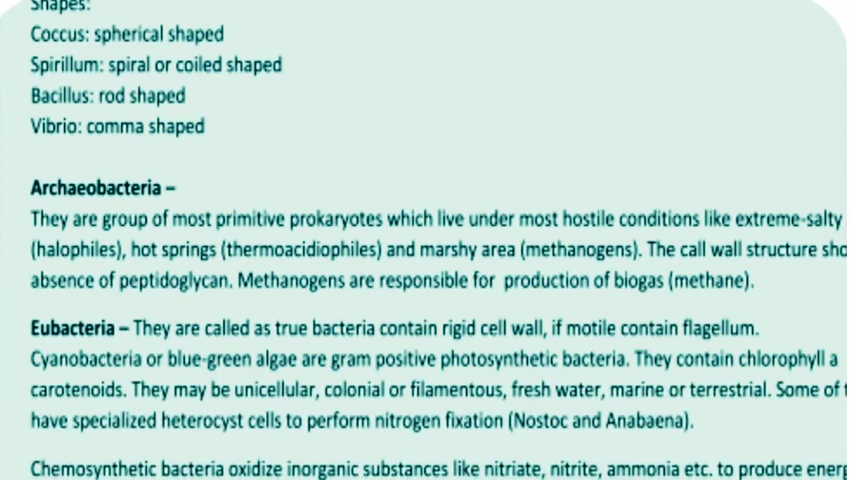 Shapes:
Coccus: spherical shaped
Spirillum: spiral or coiled shaped
Bacillus: rod shaped
Vibrio: comma shaped
Archaeobacteria –
They are group of most primitive prokaryotes which live under most hostile conditions like extreme-salty
(halophiles), hot springs (thermoacidiophiles) and marshy area (methanogens). The call wall structure sho
absence of peptidoglycan. Methanogens are responsible for production of biogas (methane).
Eubacteria – They are called as true bacteria contain rigid cell wall, if motile contain flagellum.
Cyanobacteria or blue-green algae are gram positive photosynthetic bacteria. They contain chlorophyll a
carotenoids. They may be unicellular, colonial or filamentous, fresh water, marine or terrestrial. Some of t
have specialized heterocyst cells to perform nitrogen fixation (Nostoc and Anabaena).
Chemosynthetic bacteria oxidize inorganic substances like nitriate, nitrite, ammonia etc. to produce energ